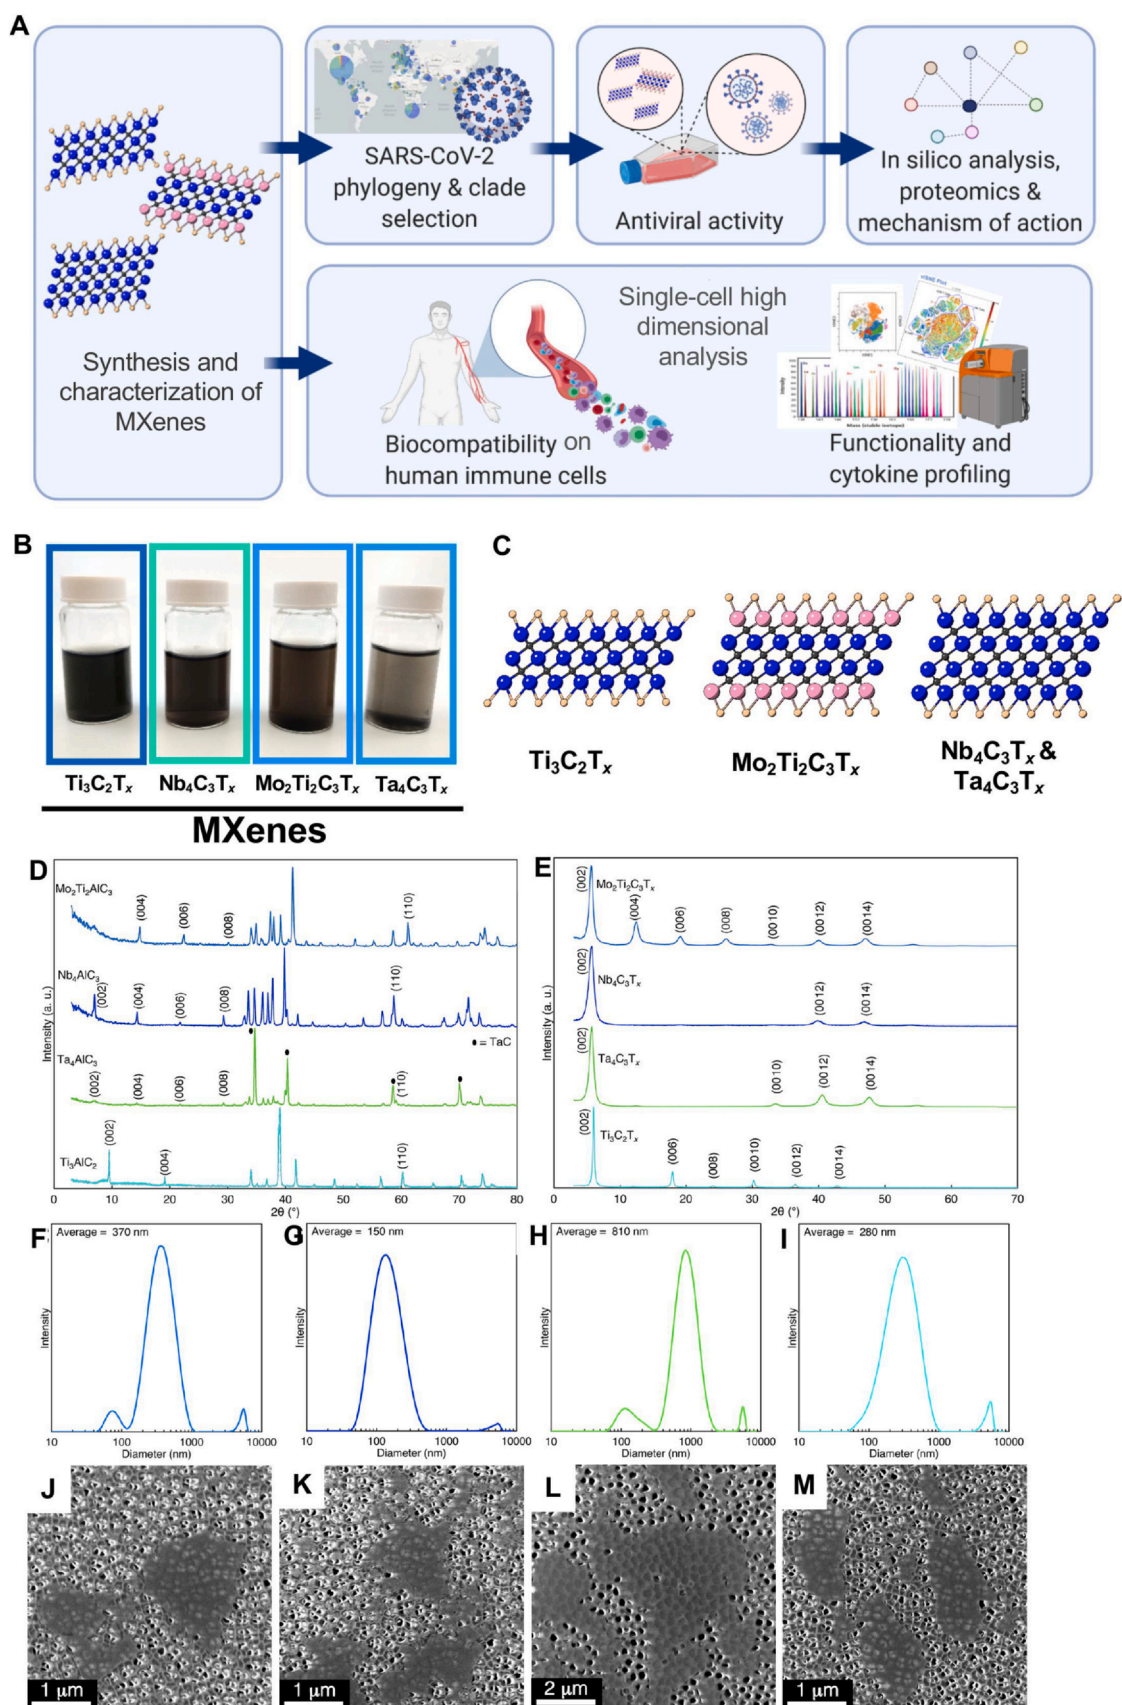 A
SARS-CoV-2
phylogeny & clade
selection
Antiviral activity
In silico analysis,
proteomics &
mechanism of action
Synthesis and
characterization of
MXenes
Single-cell high
dimensional
analysis
Biocompatibility on
human immune cells
viSNE Plot
Intensity
Mass (stable isotope)
Functionality and
cytokine profiling
B
Ti3C2Tx
Nb4C3Tx
Mo2Ti2C3Tx
Ta4C3Tx
MXenes
C
Ti3C2Tx
Mo2Ti2C3Tx
Nb4C3Tx &
Ta4C3Tx
D
Mo2Ti2AlC3
(004)
(006)
(008)
(110)
Nb4AlC3
(002)
(004)
(006)
(008)
(110)
= TaC
Ta4AlC3
(002)
(004)
(006)
(008)
(110)
Ti3AlC2
(002)
(004)
(110)
Intensity (a. u.)
0 10 20 30 40 50 60 70 80
2θ (°)
E
(002)
Mo2Ti2C3Tx
(004)
(006)
(008)
(0010)
(0012)
(0014)
(002)
Nb4C3Tx
(0012)
(0014)
(002)
Ta4C3Tx
(0010)
(0012)
(0014)
(002)
Ti3C2Tx
(006)
(008)
(0010)
(0012)
(0014)
Intensity (a. u.)
0 10 20 30 40 50 60 70
2θ (°)
F
Average = 370 nm
Intensity
10 100 1000 10000
Diameter (nm)
G
Average = 150 nm
Intensity
10 100 1000 10000
Diameter (nm)
H
Average = 810 nm
Intensity
10 100 1000 10000
Diameter (nm)
I
Average = 280 nm
Intensity
10 100 1000 10000
Diameter (nm)
J
1 μm
K
1 μm
L
2 μm
M
1 μm